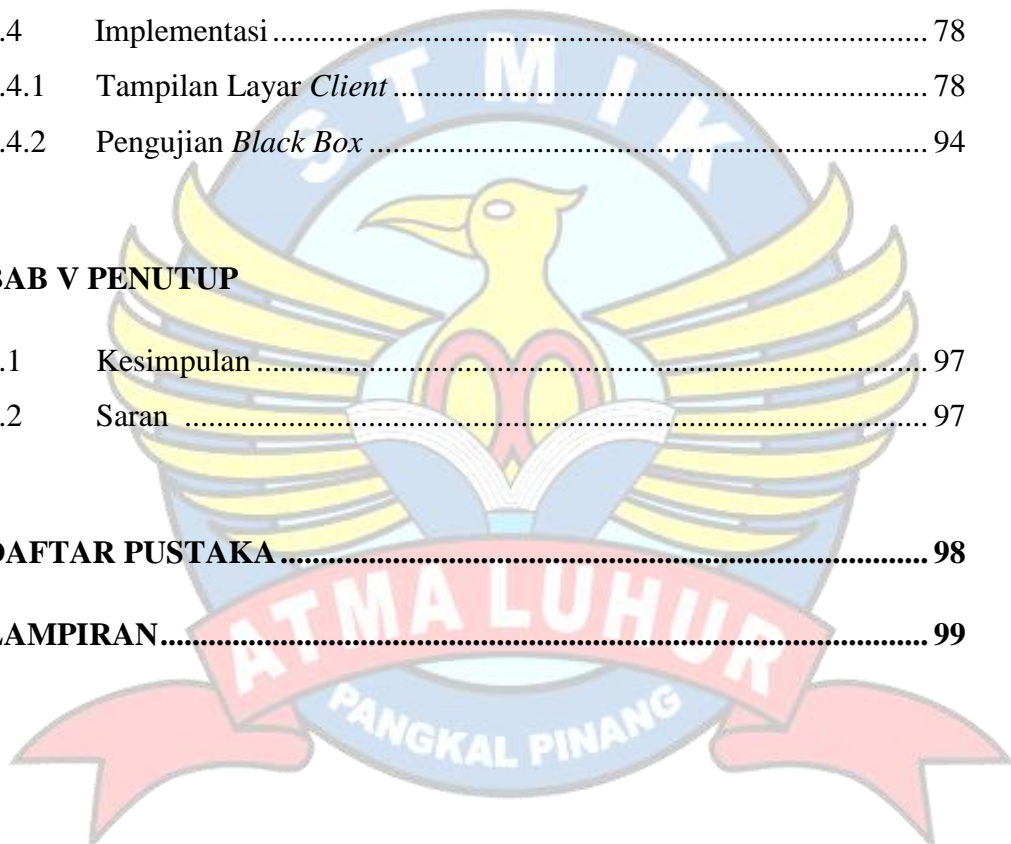 .4 Implementasi ........................................ 78
.4.1 Tampilan Layar Client ........................................ 78
.4.2 Pengujian Black Box ........................................ 94
BAB V PENUTUP
.1 Kesimpulan ........................................ 97
.2 Saran ........................................ 97
DAFTAR PUSTAKA ........................................ 98
LAMPIRAN ........................................ 99
STMIK
ATMA LUHUR
PANGKAL PINANG